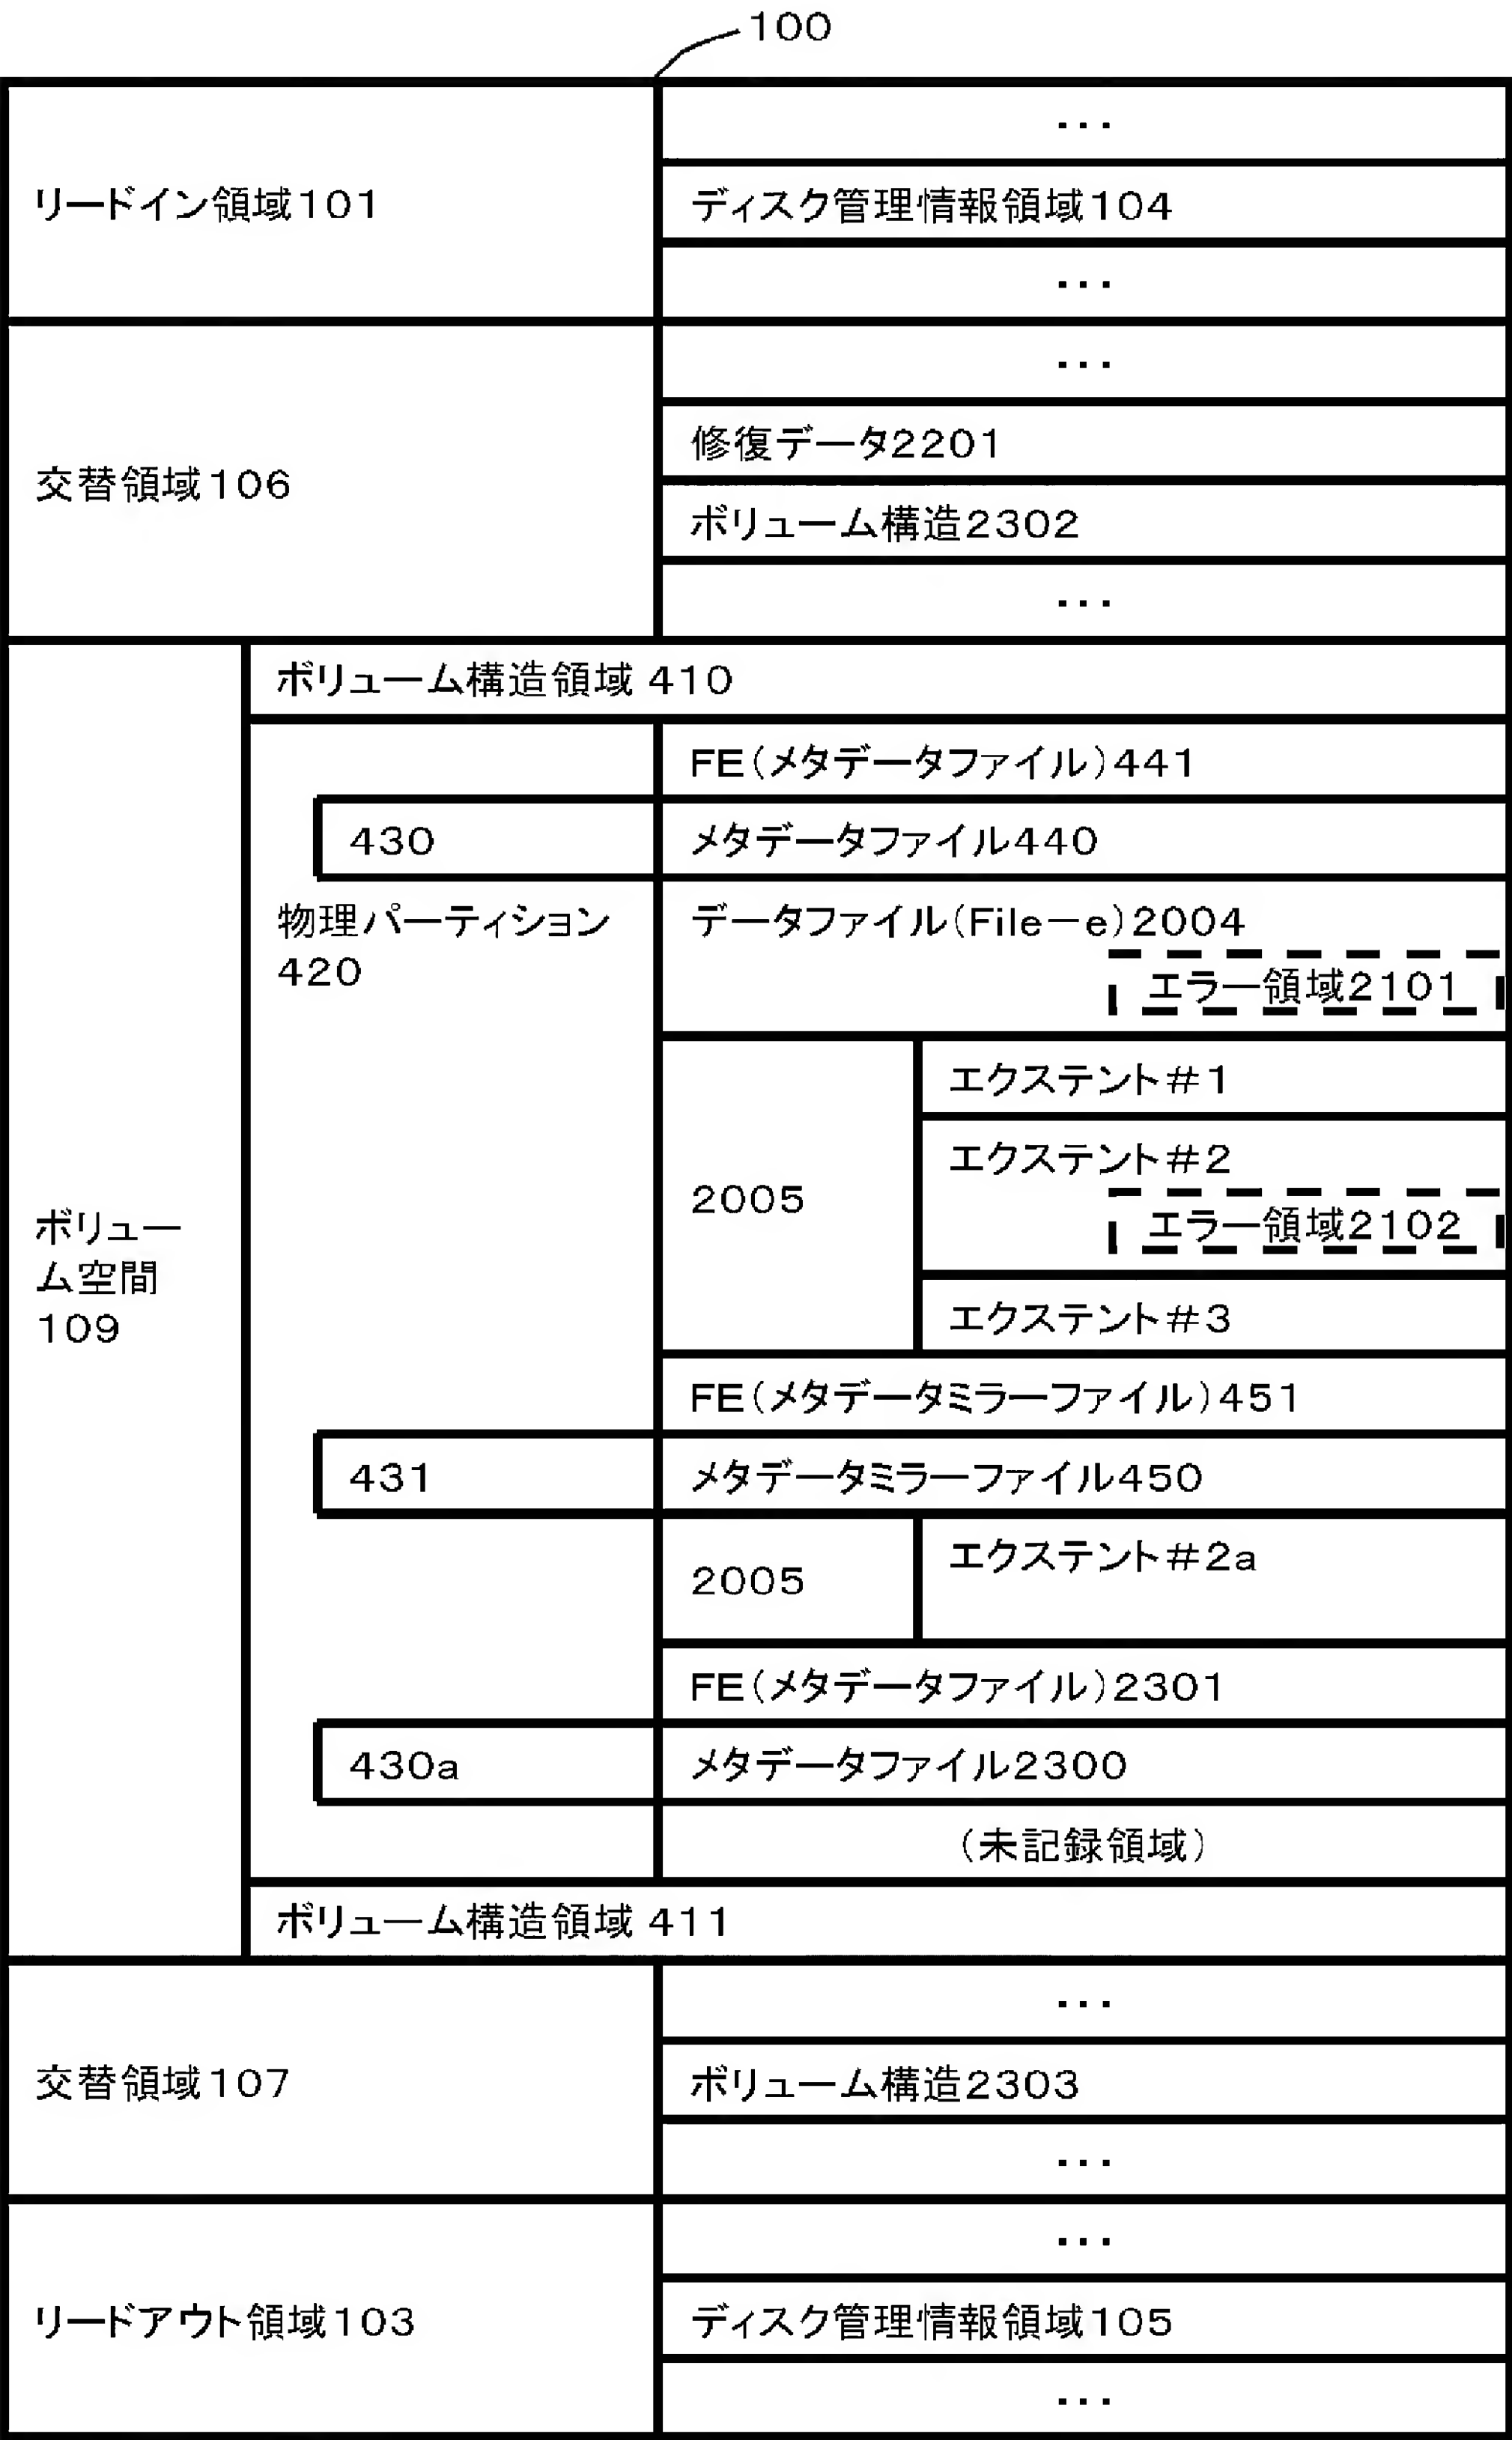 100
・・・
リードイン領域101
ディスク管理情報領域104
・・・
・・・
修復データ2201
交替領域106
ボリューム構造2302
・・・
ボリューム構造領域 410
FE(メタデータファイル)441
430
メタデータファイル440
物理パーティション
420
データファイル(File－e)2004
エラー領域2101
エクステント#1
エクステント#2
2005
エラー領域2102
エクステント#3
ボリュー
ム空間
109
FE(メタデータミラーファイル)451
431
メタデータミラーファイル450
2005
エクステント#2a
FE(メタデータファイル)2301
430a
メタデータファイル2300
(未記録領域)
ボリューム構造領域 411
・・・
交替領域107
ボリューム構造2303
・・・
・・・
リードアウト領域103
ディスク管理情報領域105
・・・